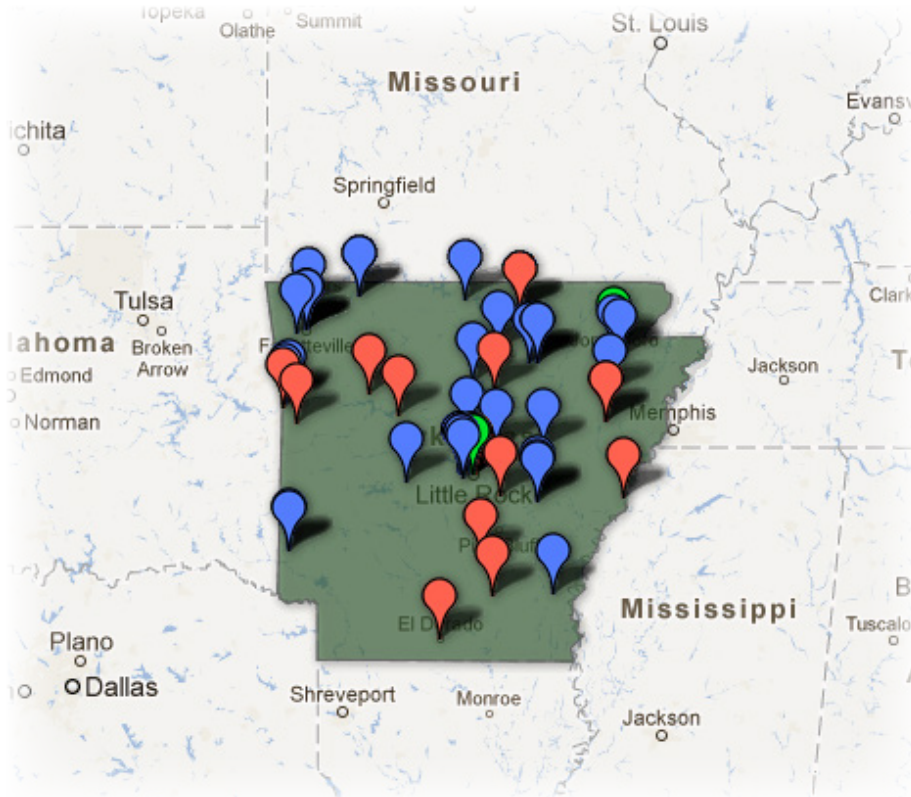 Topeka
Olathe
Summit
St. Louis
Missouri
Evansv
ichita
Springfield
Tulsa
Clark
lahoma
Broken
Arrow
Edmond
Norman
Jackson
Memphis
Little Rock
El Dorado
Mississippi
Plano
Dallas
Tuscalo
Shreveport
Monroe
Jackson